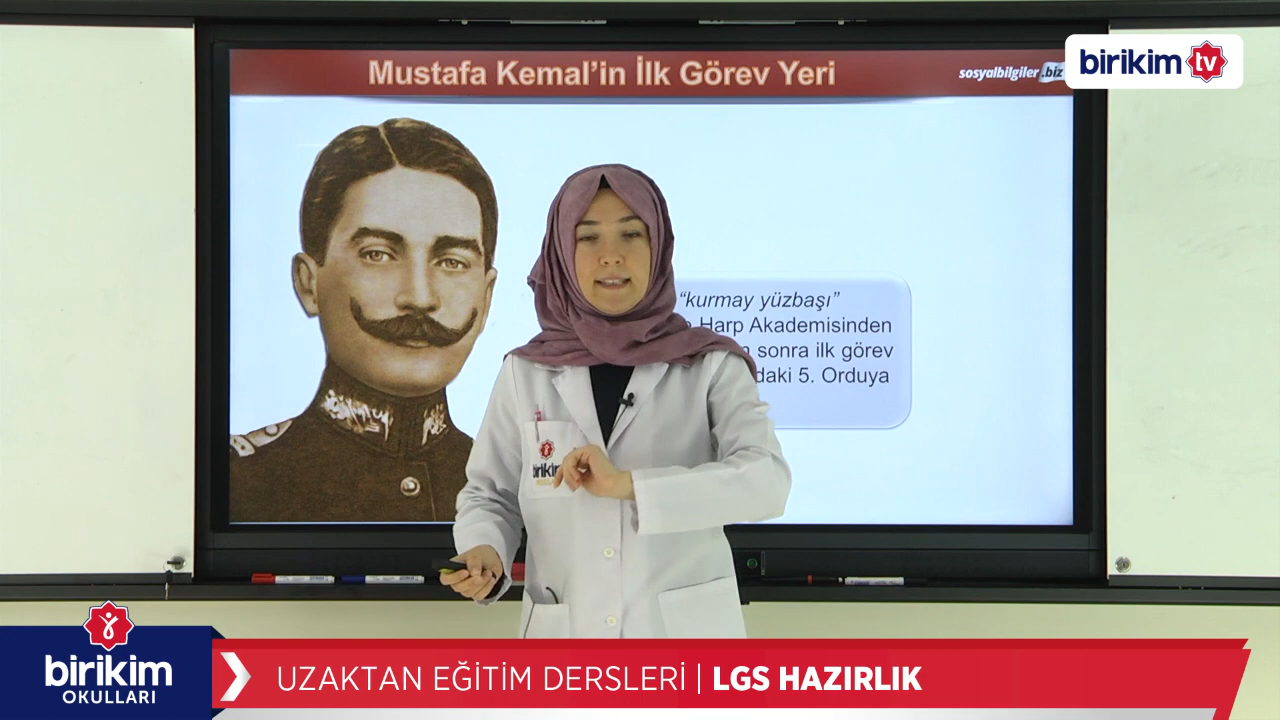 Mustafa Kemal’in İlk Görev Yeri
sosyalbilgiler.biz
birikim tv
“kurmay yüzbaşı”
Harp Akademisinden
sonra ilk görev
daki 5. Orduya
birikim
birikim
OKULLARI
UZAKTAN EĞİTİM DERSLERİ | LGS HAZIRLIK